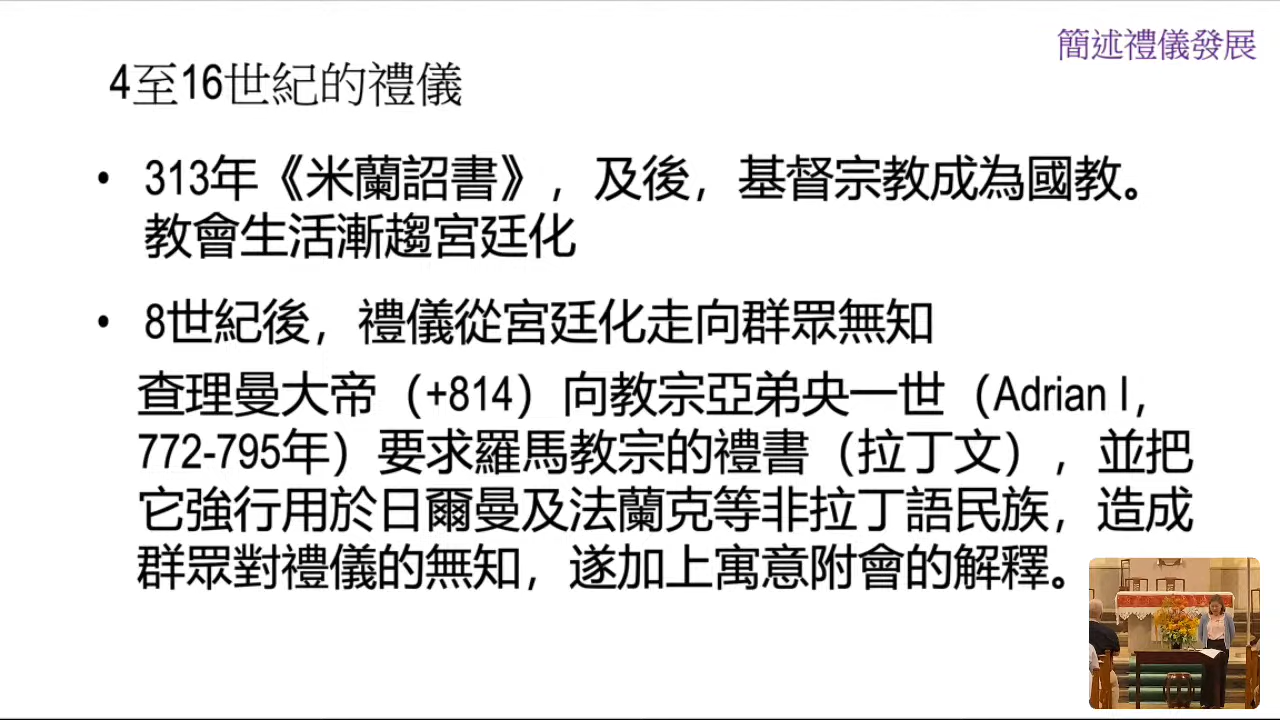 簡述禮儀發展
4至16世紀的禮儀
• 313年《米蘭詔書》，及後，基督宗教成為國教。
教會生活漸趨宮廷化
• 8世紀後，禮儀從宮廷化走向群眾無知
查理曼大帝（+814）向教宗亞弟央一世（Adrian I，
772-795年）要求羅馬教宗的禮書（拉丁文），並把
它強行用於日爾曼及法蘭克等非拉丁語民族，造成
群眾對禮儀的無知，遂加上寓意附會的解釋。